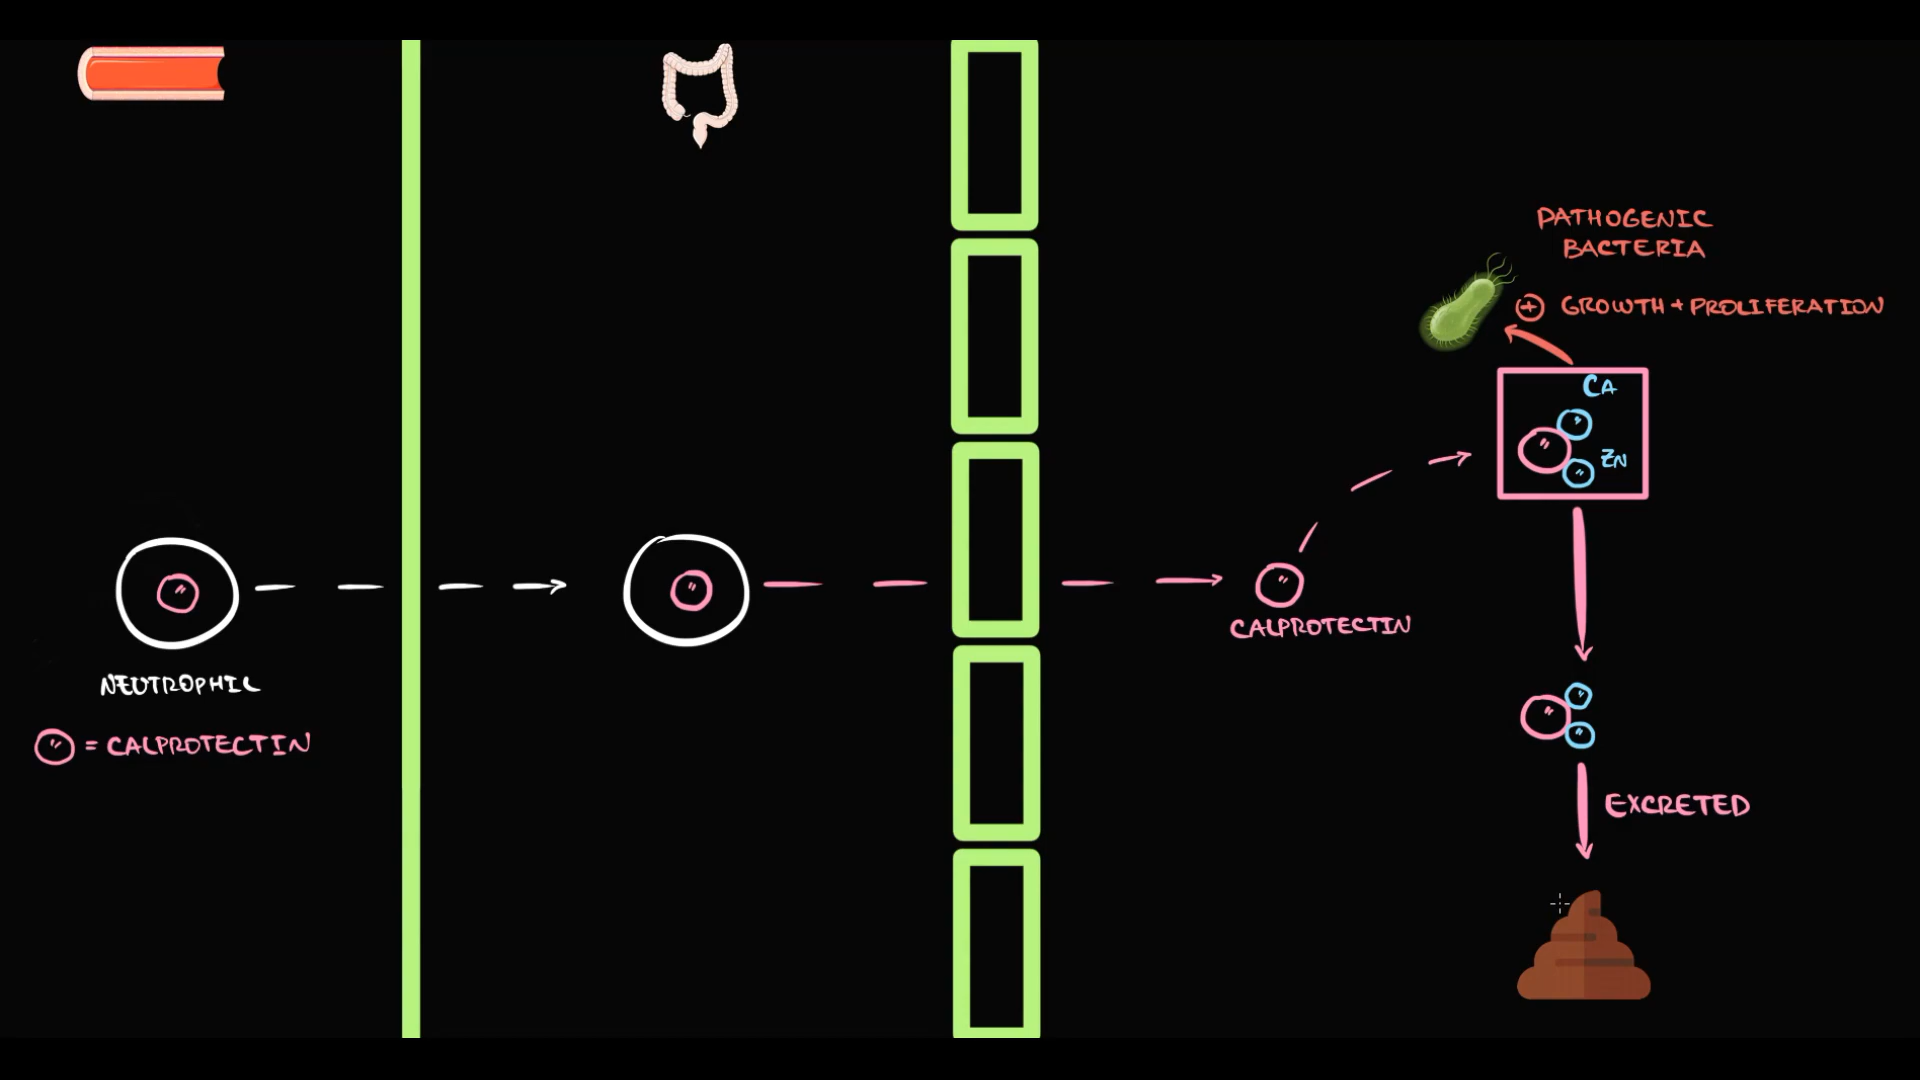 PATHOGENIC
BACTERIA
+ GROWTH + PROLIFERATION
CA
ZN
CALPROTECTIN
NEUTROPHIL
= CALPROTECTIN
EXCRETED